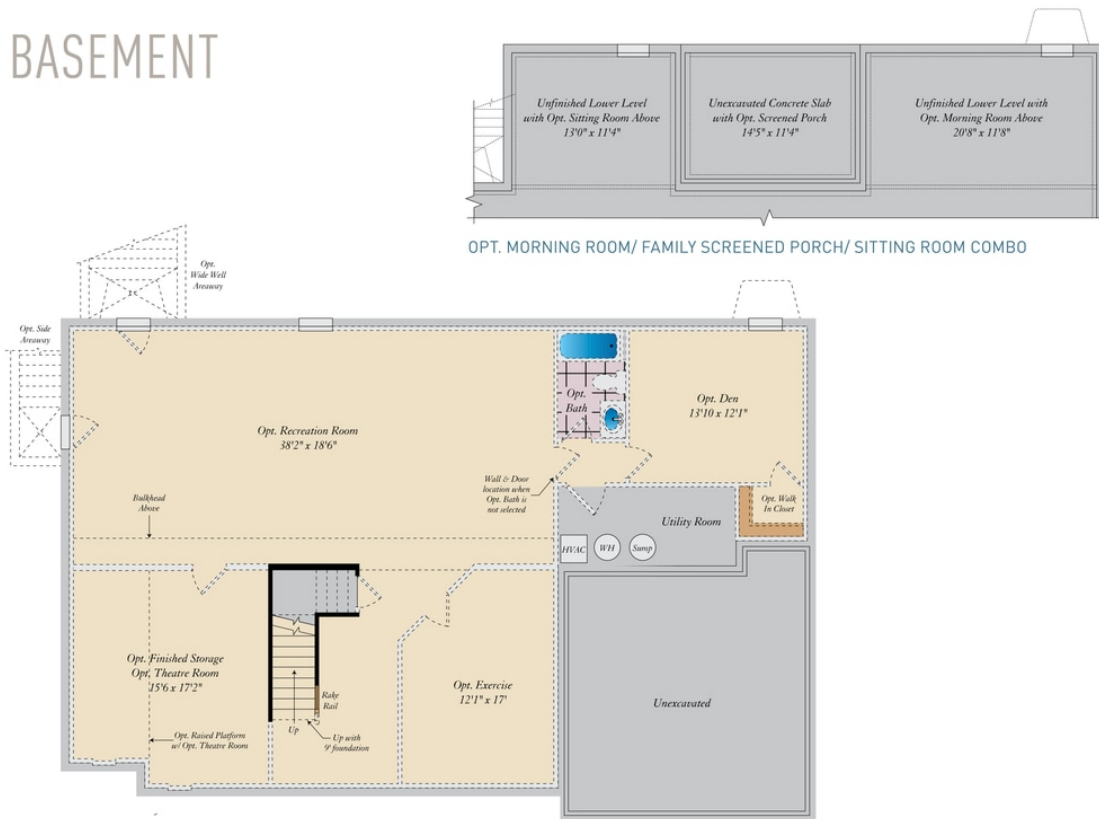 BASEMENT
Unfinished Lower Level
with Opt. Sitting Room Above
13'0" x 11'4"
Unexcavated Concrete Slab
with Opt. Screened Porch
14'5" x 11'4"
Unfinished Lower Level with
Opt. Morning Room Above
20'8" x 11'8"
OPT. MORNING ROOM/ FAMILY SCREENED PORCH/ SITTING ROOM COMBO
Opt.
Wide Well
Areaway
Opt. Side
Areaway
Opt. Recreation Room
38'2" x 18'6"
Opt.
Bath
Opt. Den
13'10 x 12'1"
Bulkhead
Above
Wall & Door
location when
Opt. Bath is
not selected
Opt. Walk
In Closet
Utility Room
HVAC
WH
Sump
Opt. Finished Storage
Opt. Theatre Room
15'6 x 17'2"
Opt. Exercise
12'1" x 17'
Rake
Rail
Up
Up with
9' foundation
Opt. Raised Platform
w/ Opt. Theatre Room
Unexcavated